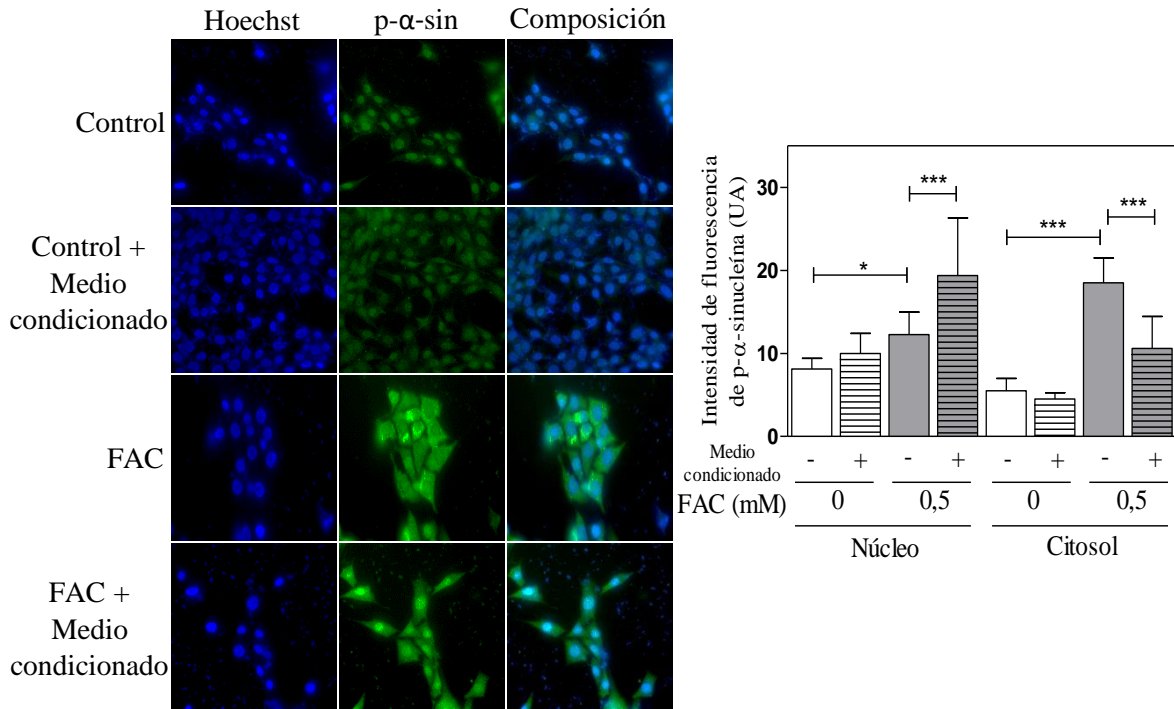 Hoechst p-α-sin Composición
Control
Control +
Medio
condicionado
FAC
FAC +
Medio
condicionado
Intensidad de fluorescencia
de p-α-sinucleína (UA)
30
20
10
0
*
***
***
***
Medio
condicionado
- + - + - + - +
FAC (mM) 0 0,5 0 0,5
Núcleo Citosol